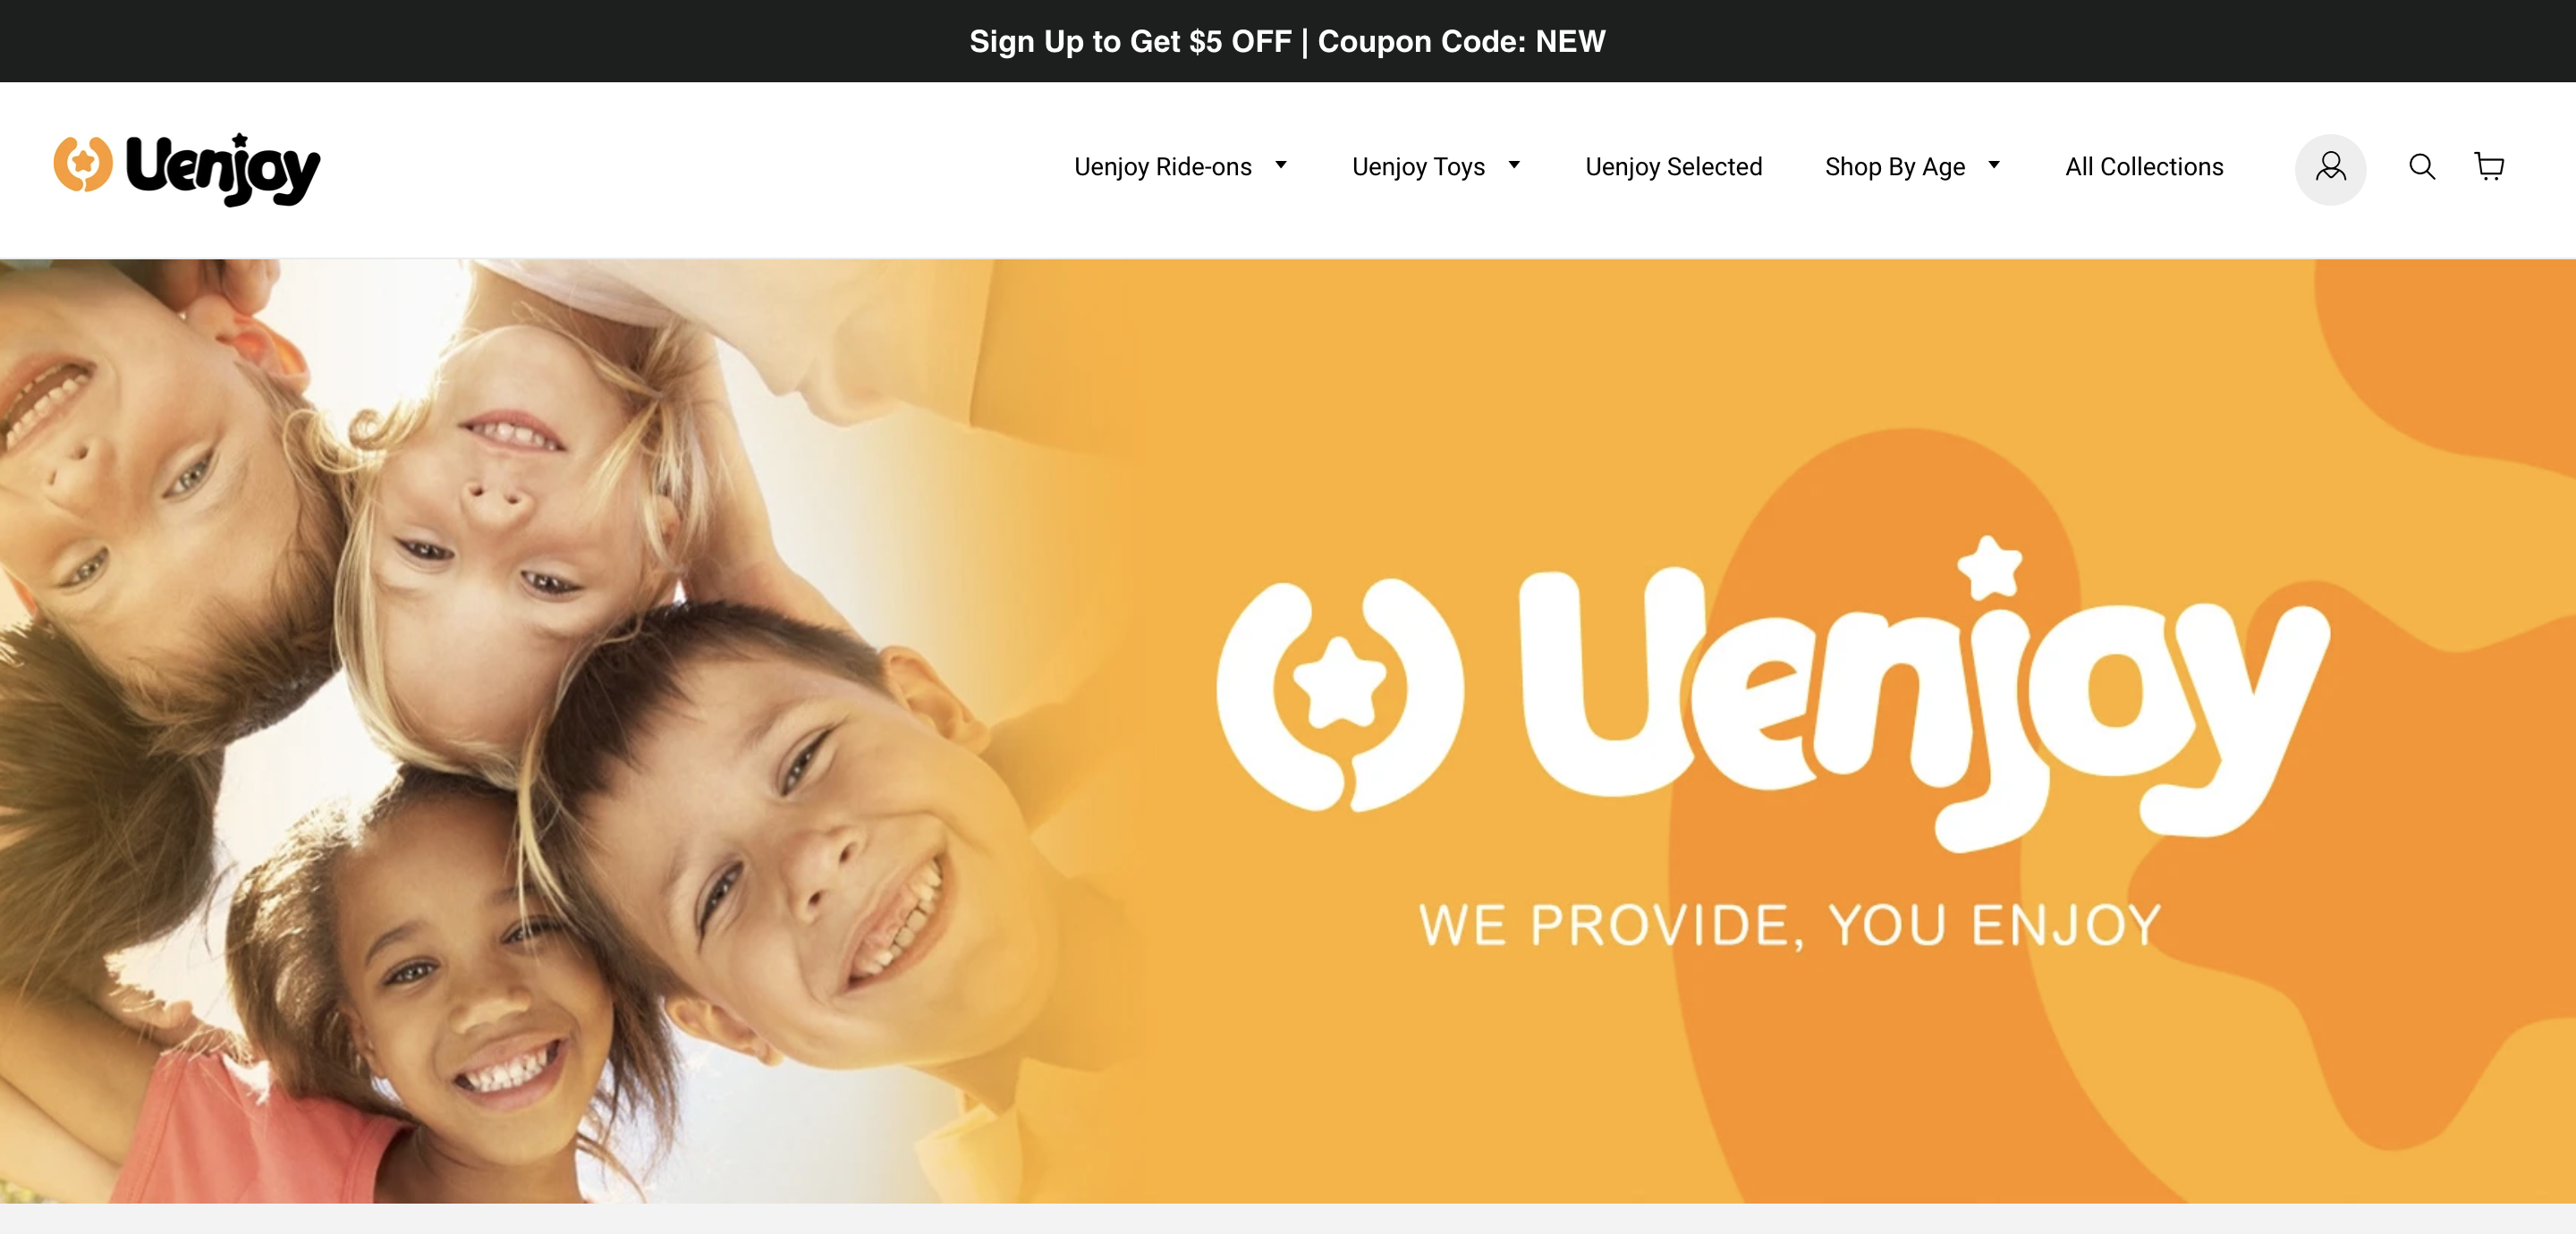 Sign Up to Get $5 OFF | Coupon Code: NEW
Uenjoy
Uenjoy Ride-ons
Uenjoy Toys
Uenjoy Selected
Shop By Age
All Collections
Uenjoy
WE PROVIDE, YOU ENJOY